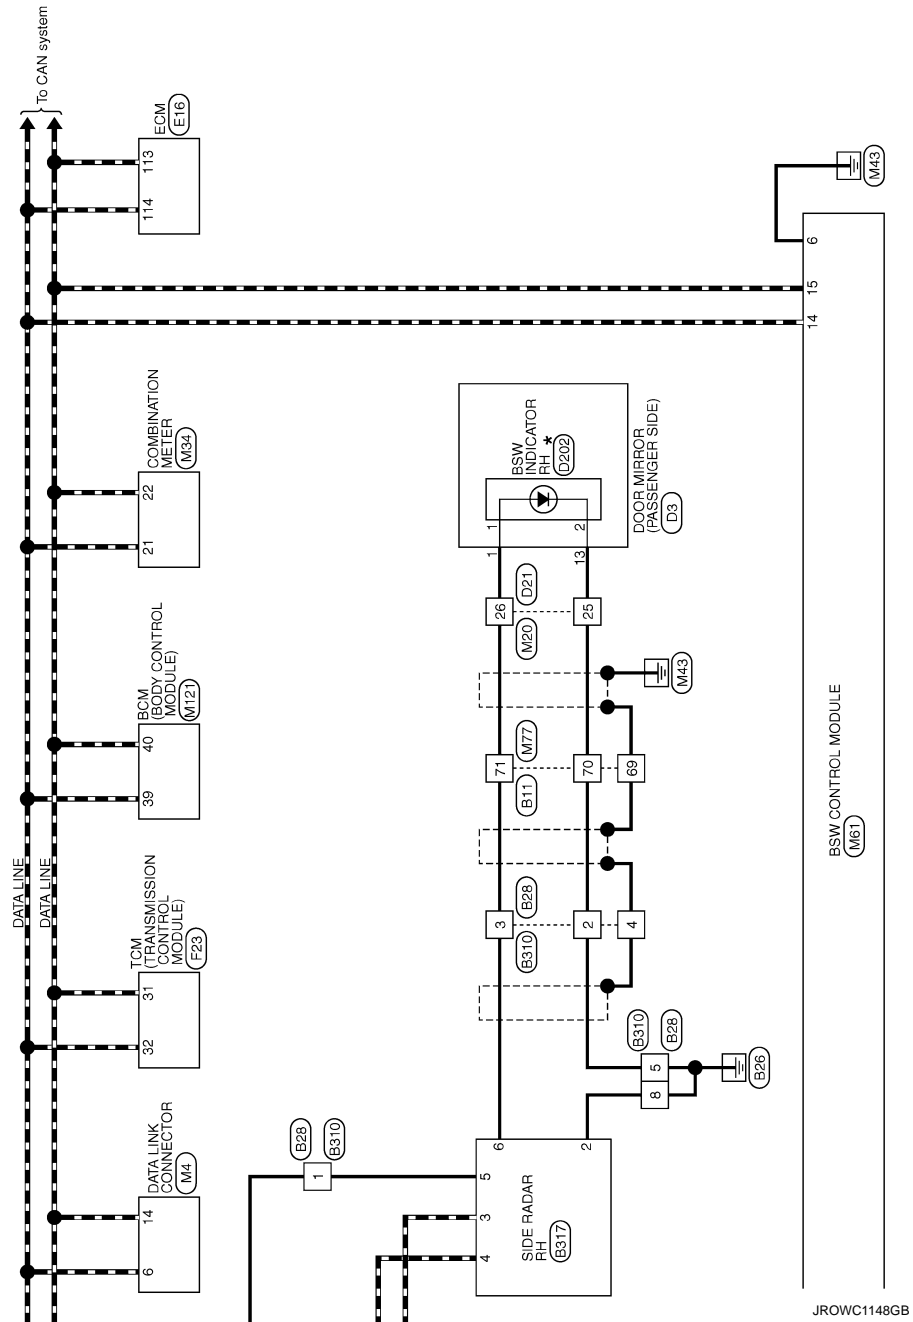 To CAN system
DATA LINE
DATA LINE
DATA LINK
CONNECTOR
M4
6
14
TCM
(TRANSMISSION
CONTROL
MODULE)
F23
32
31
BCM
(BODY CONTROL
MODULE)
M121
39
40
COMBINATION
METER
M34
21
22
ECM
E16
114
113
B28
B310
1
SIDE RADAR
RH
B317
4
3
5
6
2
3
B310
B28
2
4
B310
B28
5
8
B26
71
B11
M77
70
69
M43
26
M20
D21
25
1
13
1
2
BSW
INDICATOR
RH *
D202
DOOR MIRROR
(PASSENGER SIDE)
D3
BSW CONTROL MODULE
M61
14
15
6
M43
JROWC1148GB